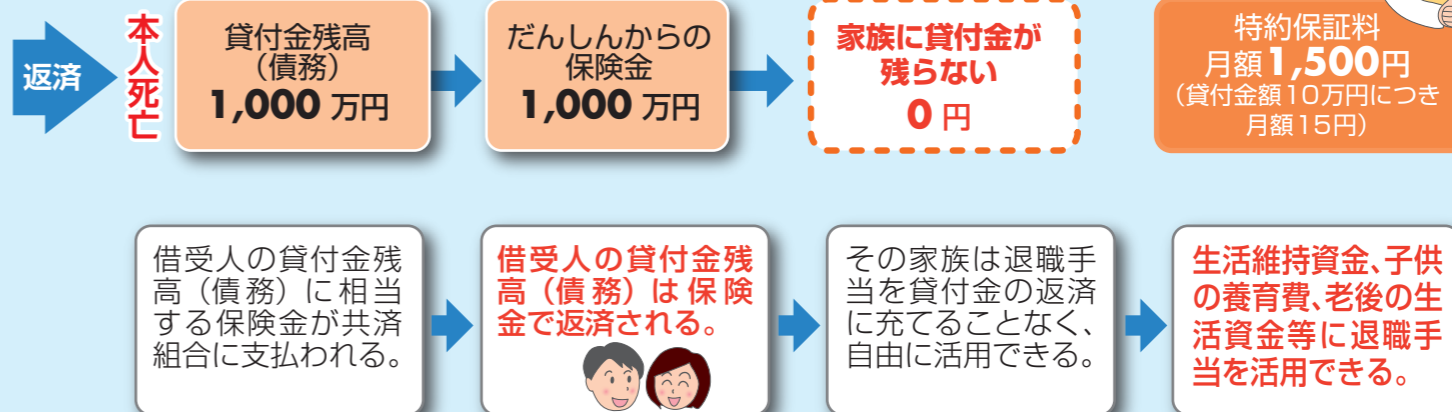 返済
本人死亡
貸付金残高
（債務）
1,000 万円
だんしんからの
保険金
1,000 万円
家族に貸付金が
残らない
0 円
特約保証料
月額1,500円
（貸付金額10万円につき
月額15円）
借受人の貸付金残
高（債務）に相当
する保険金が共済
組合に支払われる。
借受人の貸付金残
高（債務）は保険
金で返済される。
その家族は退職手
当を貸付金の返済
に充てることなく、
自由に活用できる。
生活維持資金、子供
の養育費、老後の生
活資金等に退職手
当を活用できる。